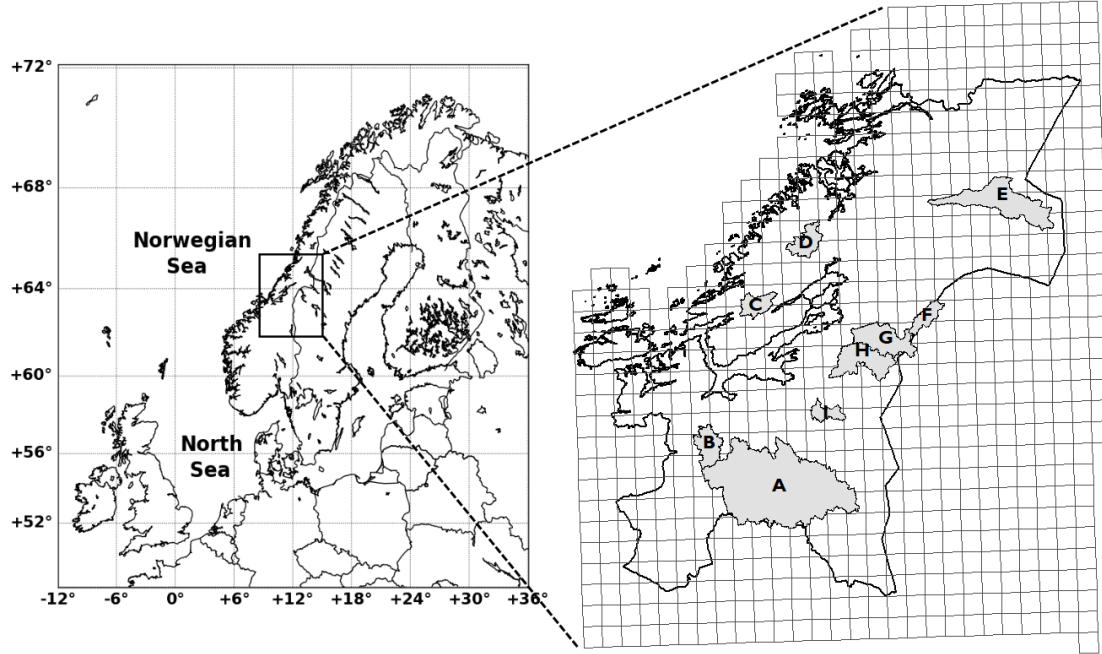 +72°
+68°
Norwegian
Sea
+64°
+60°
North
Sea
+56°
+52°
-12° -6° 0° +6° +12° +18° +24° +30° +36°
E
D
C
F
G
H
I
B
A